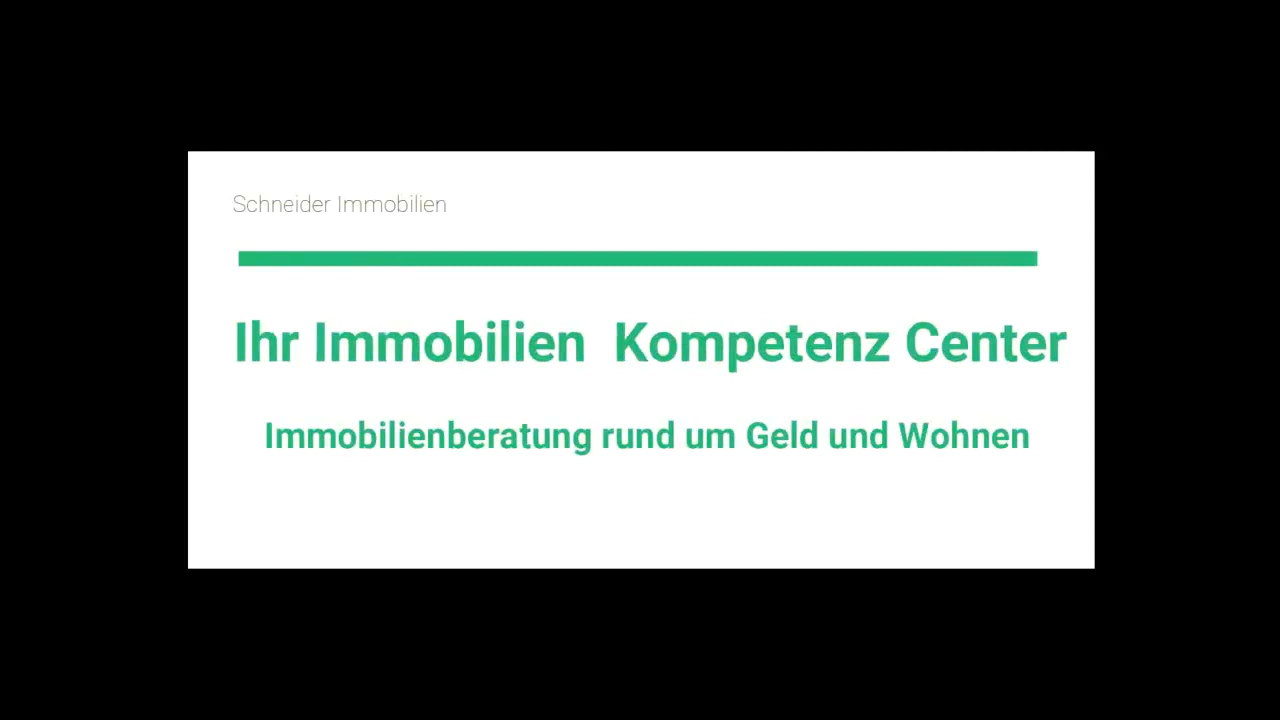 Schneider Immobilien
Ihr Immobilien  Kompetenz Center
Immobilienberatung rund um Geld und Wohnen